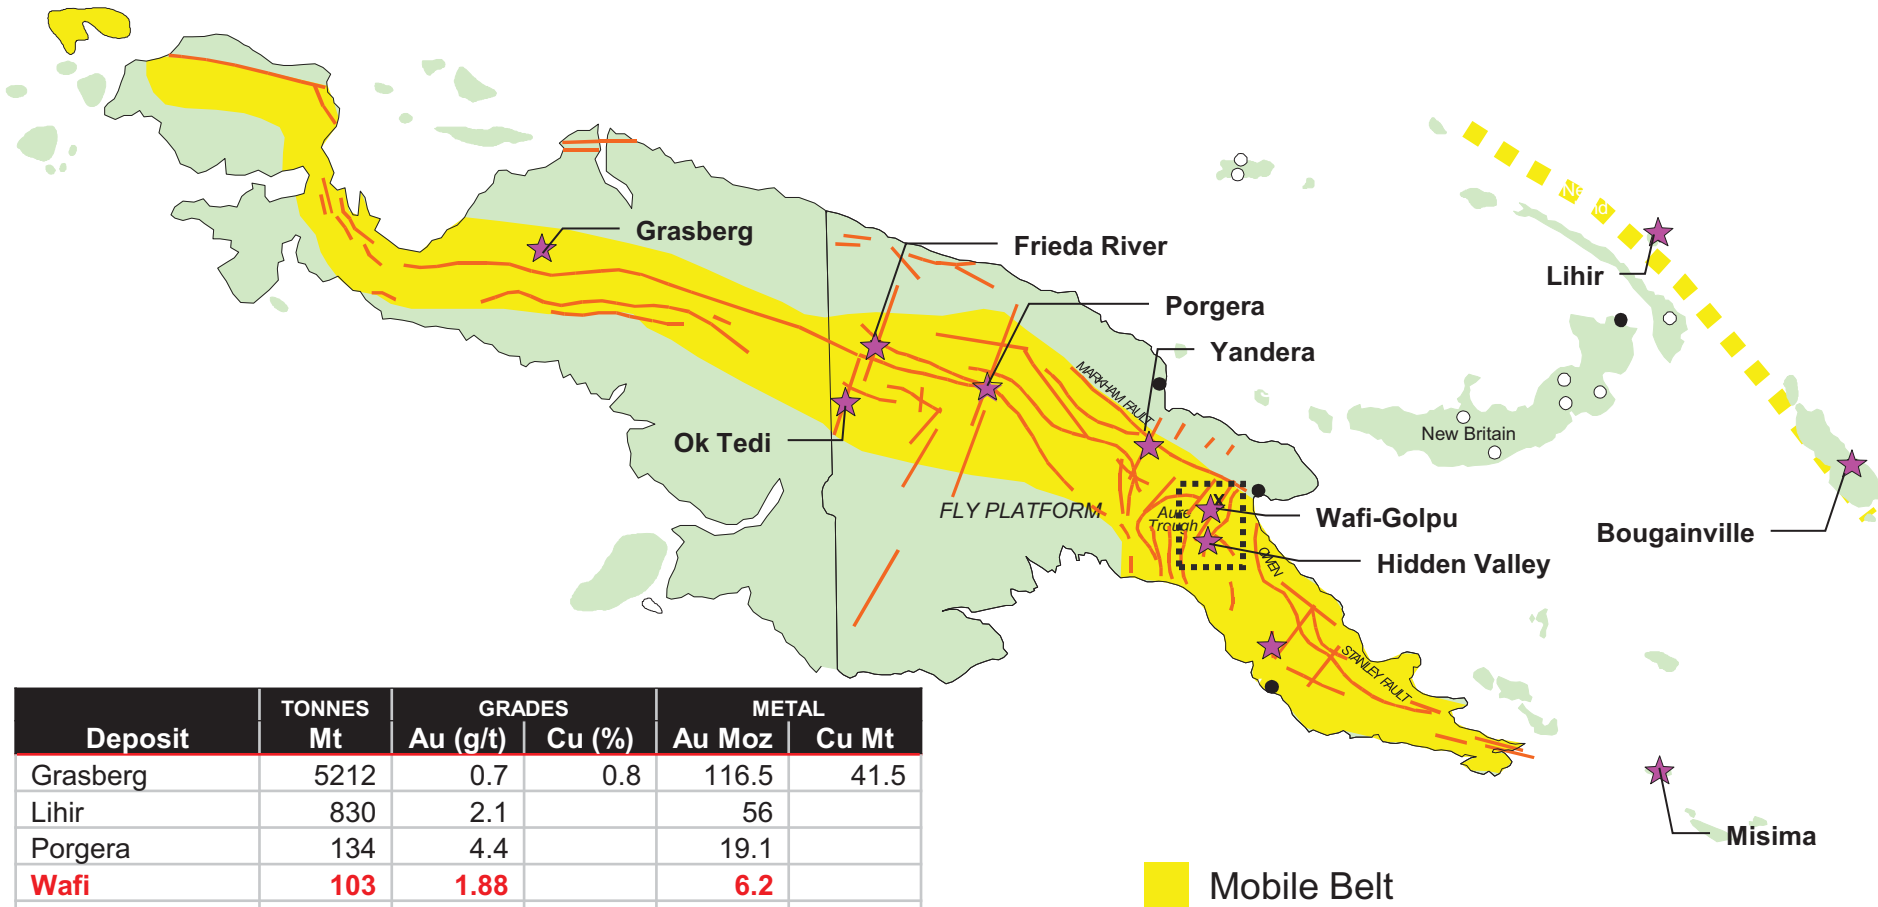 Grasberg
Frieda River
Lihir
Porgera
Yandera
MARKHAM FAULT
New Britain
Ok Tedi
FLY PLATFORM
X
Aure
Trough
Wafi-Golpu
Bougainville
Hidden Valley
OWEN
STANLEY FAULT
Misima
Mobile Belt
TONNES GRADES METAL
Deposit Mt Au (g/t) Cu (%) Au Moz Cu Mt
Grasberg 5212 0.7 0.8 116.5 41.5
Lihir 830 2.1 56
Porgera 134 4.4 19.1
Wafi 103 1.88 6.2